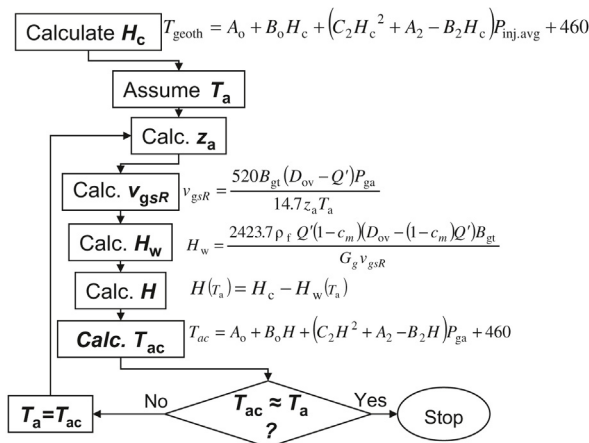 Calculate Hc T_geoth = A_o + B_o H_c + (C_2 H_c^2 + A_2 − B_2 H_c) P_inj.avg + 460
Assume T_a
Calc. z_a
Calc. v_gsR v_gsR = 520 B_gt (D_ov − Q′) P_ga / 14.7 z_a T_a
Calc. H_w H_w = 2423.7 ρ_f Q′(1−c_m)(D_ov − (1−c_m)Q′) B_gt / G_g v_gsR
Calc. H H(T_a) = H_c − H_w(T_a)
Calc. T_ac T_ac = A_o + B_o H + (C_2 H^2 + A_2 − B_2 H) P_ga + 460
T_a=T_ac No T_ac ≈ T_a Yes Stop
?